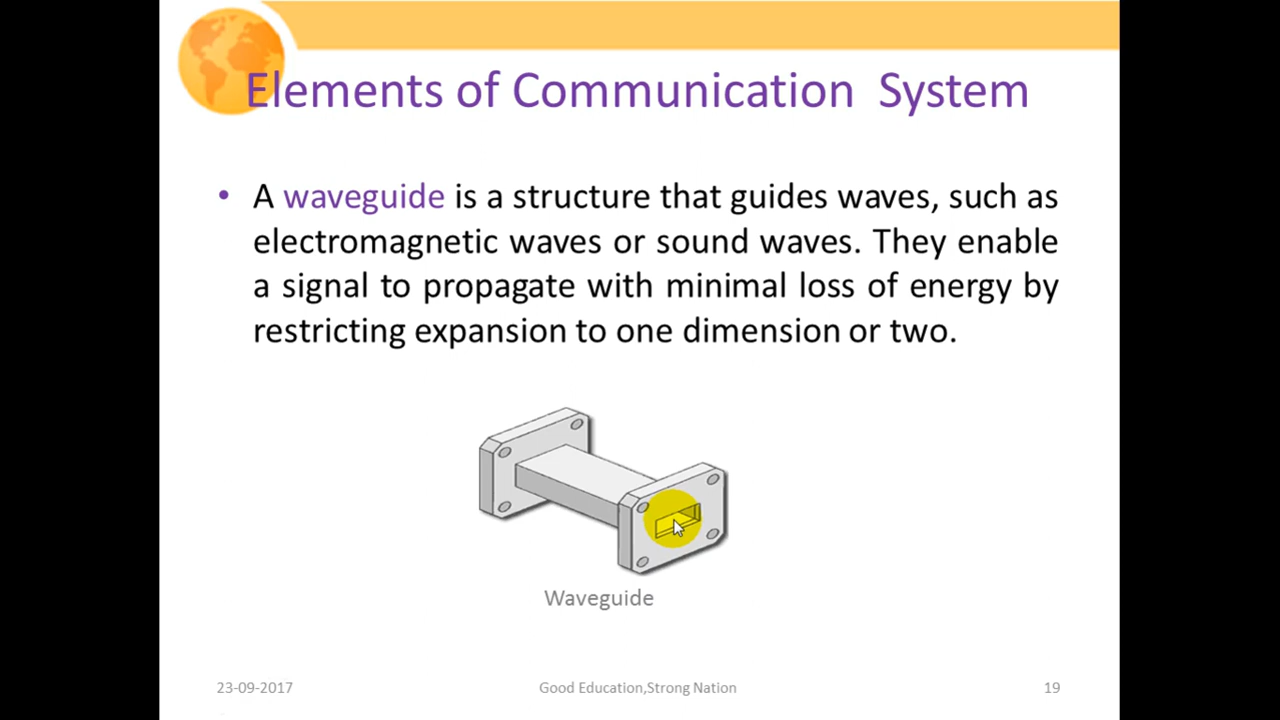 Elements of Communication System
• A waveguide is a structure that guides waves, such as
electromagnetic waves or sound waves. They enable
a signal to propagate with minimal loss of energy by
restricting expansion to one dimension or two.
Waveguide
23-09-2017
Good Education,Strong Nation
19